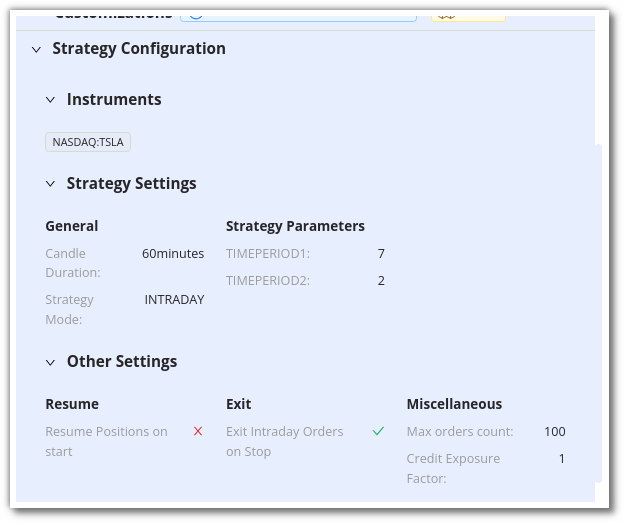 Customizations
Strategy Configuration
Instruments
NASDAQ:TSLA
Strategy Settings
General
Strategy Parameters
Candle Duration:
60minutes
TIMEPERIOD1:
7
Strategy Mode:
INTRADAY
TIMEPERIOD2:
2
Other Settings
Resume
Exit
Miscellaneous
Resume Positions on
start
Exit Intraday Orders
on Stop
Max orders count:
100
Credit Exposure
Factor:
1